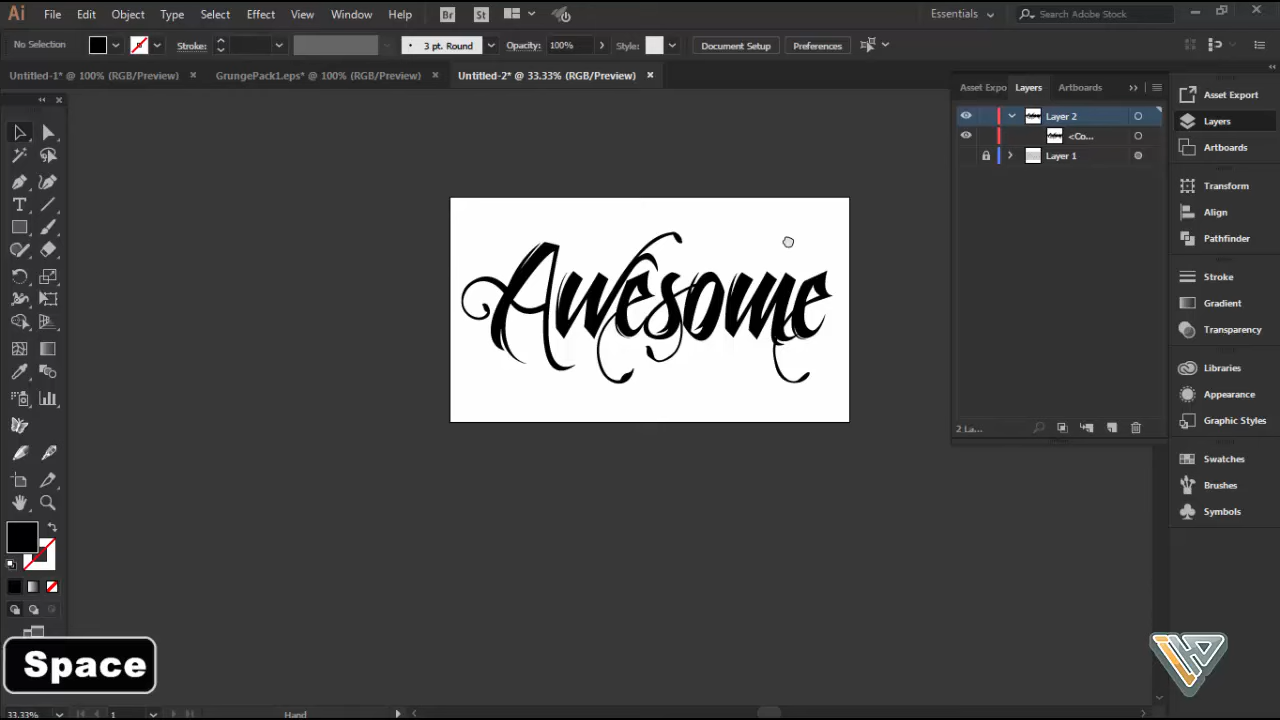 Ai File Edit Object Type Select Effect View Window Help Br St Essentials Search Adobe Stock
No Selection Stroke: 3 pt. Round Opacity: 100% Style: Document Setup Preferences
Untitled-1* @ 100% (RGB/Preview) × GrungePack1.eps* @ 100% (RGB/Preview) × Untitled-2* @ 33.33% (RGB/Preview) ×
Asset Expo Layers Artboards
Layer 2
<Co...
Layer 1
2 La...
Asset Export
Layers
Artboards
Transform
Align
Pathfinder
Stroke
Gradient
Transparency
Libraries
Appearance
Graphic Styles
Swatches
Brushes
Symbols
Awesome
Space
33.33% 1 Hand